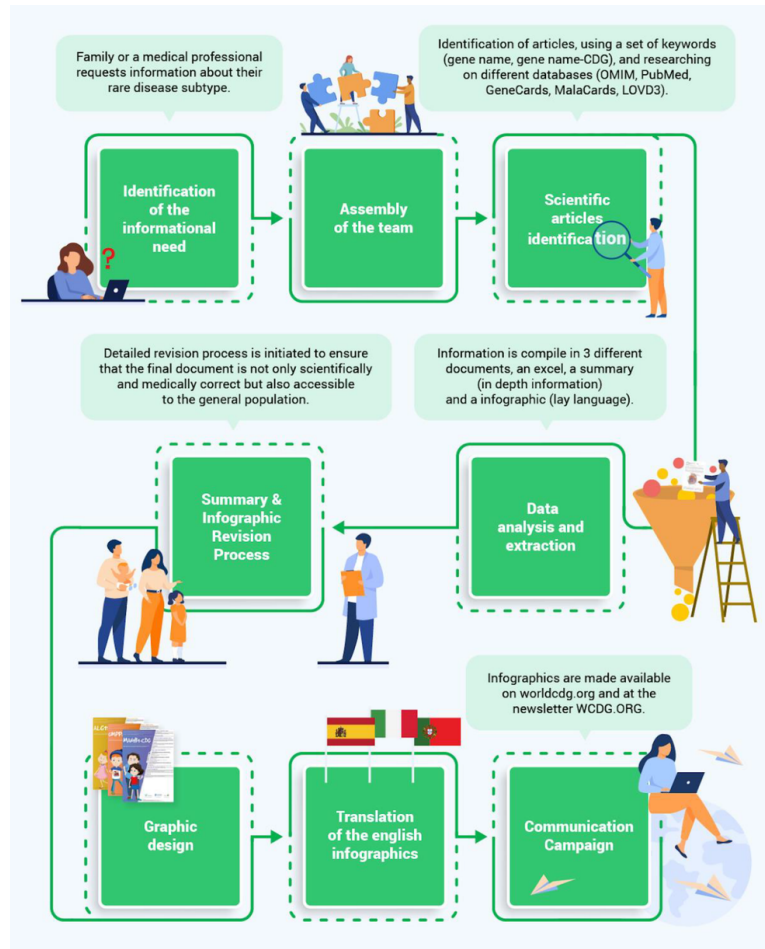 Family or a medical professional
requests information about their
rare disease subtype.
Identification of articles, using a set of keywords
(gene name, gene name-CDG), and researching
on different databases (OMIM, PubMed,
GeneCards, MalaCards, LOVD3).
Identification
of the
informational
need
?
Assembly
of the team
Scientific
articles
identification
Detailed revision process is initiated to ensure
that the final document is not only scientifically
and medically correct but also accessible
to the general population.
Information is compile in 3 different
documents, an excel, a summary
(in depth information)
and a infographic (lay language).
Summary &
Infographic
Revision
Process
Data
analysis and
extraction
Infographics are made available
on worldcdg.org and at the
newsletter WCDG.ORG.
Graphic
design
Translation
of the english
infographics
Communication
Campaign